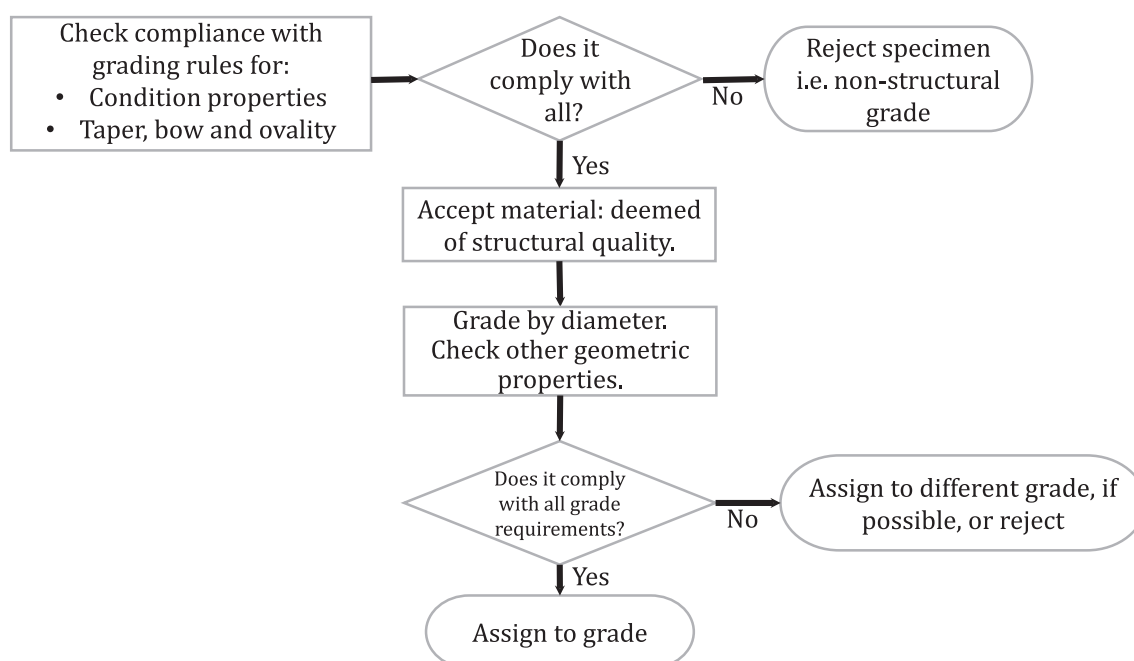 Check compliance with
grading rules for:
• Condition properties
• Taper, bow and ovality
Does it
comply with
all?
No
Reject specimen
i.e. non-structural
grade
Yes
Accept material: deemed
of structural quality.
Grade by diameter.
Check other geometric
properties.
Does it comply
with all grade
requirements?
No
Assign to different grade, if
possible, or reject
Yes
Assign to grade